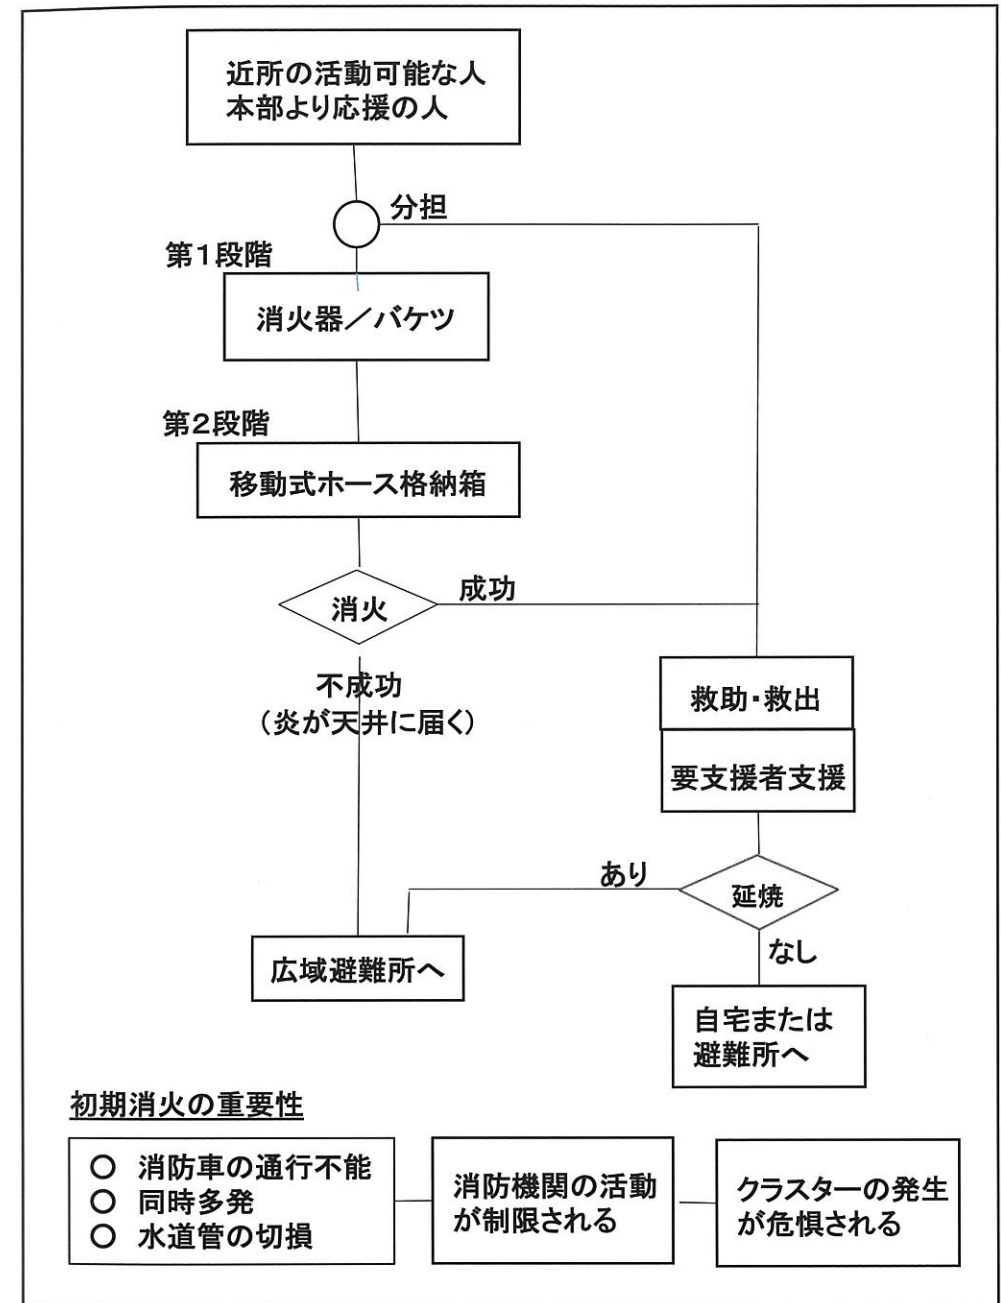 近所の活動可能な人
本部より応援の人
分担
第１段階
消火器／バケツ
第２段階
移動式ホース格納箱
消火
成功
不成功
（炎が天井に届く）
救助・救出
要支援者支援
延焼
あり
なし
広域避難所へ
自宅または
避難所へ
初期消火の重要性
○ 消防車の通行不能
○ 同時多発
○ 水道管の切損
消防機関の活動
が制限される
クラスターの発生
が危惧される